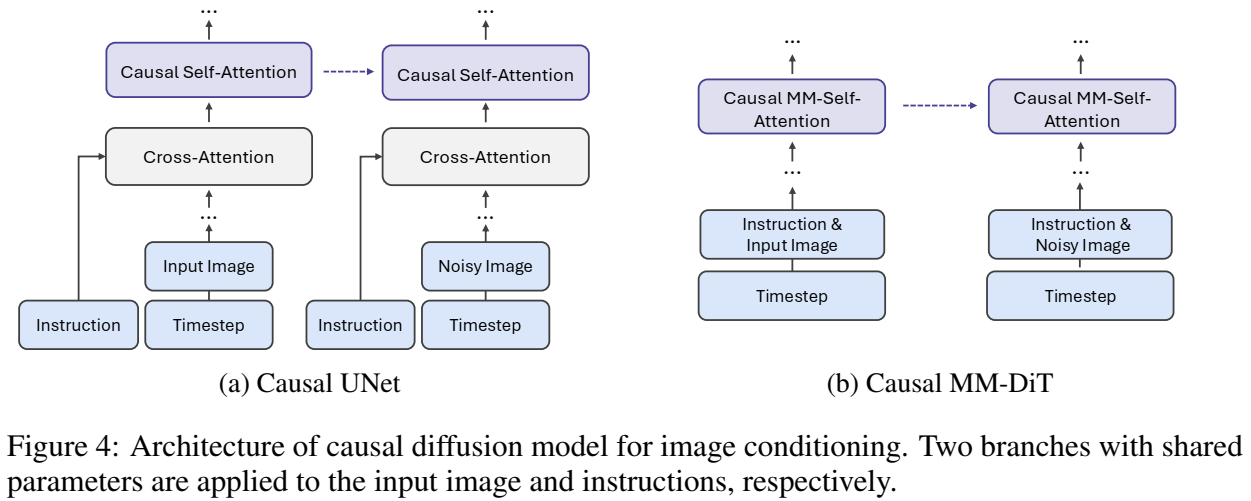 ...
...
Causal Self-Attention
Causal Self-Attention
Cross-Attention
Cross-Attention
...
...
Input Image
Noisy Image
Instruction
Timestep
Instruction
Timestep
(a) Causal UNet
...
...
Causal MM-Self-
Attention
Causal MM-Self-
Attention
...
...
Instruction &
Input Image
Instruction &
Noisy Image
Timestep
Timestep
(b) Causal MM-DiT
Figure 4: Architecture of causal diffusion model for image conditioning. Two branches with shared
parameters are applied to the input image and instructions, respectively.